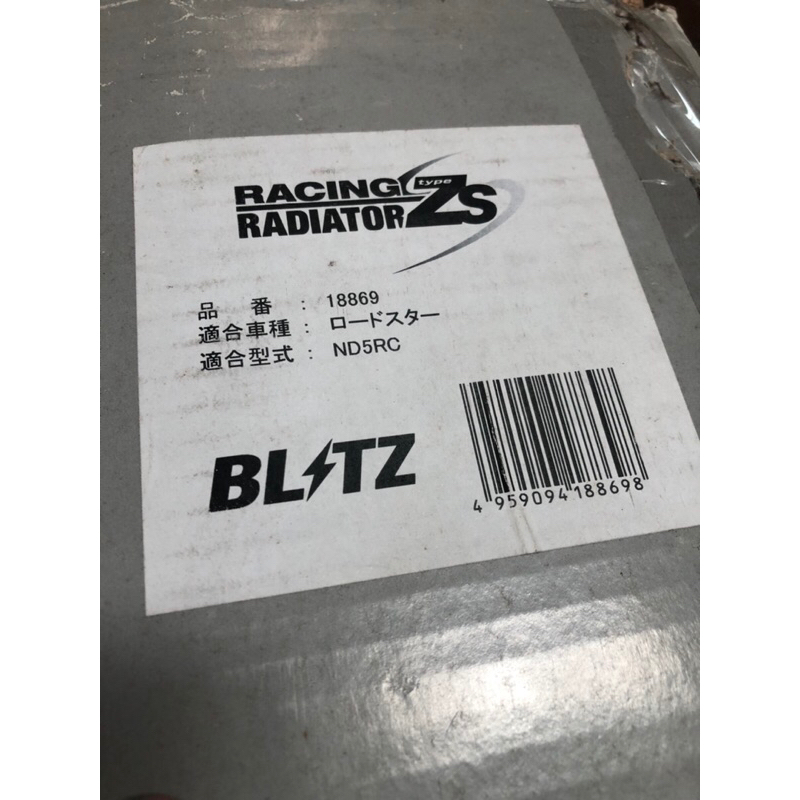 RACING type
RADIATOR ZS
品 番 : 18869
適合車種 : ロードスター
適合型式 : ND5RC
BLITZ
4 959094 188698